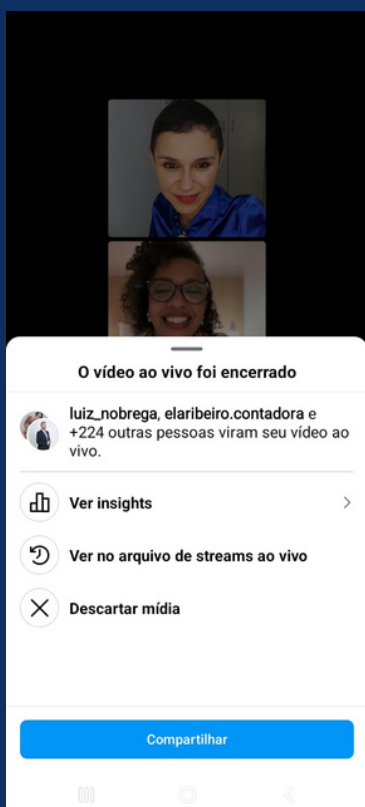 O vídeo ao vivo foi encerrado
luiz_nobrega, elaribeiro.contadora e
+224 outras pessoas viram seu vídeo ao
vivo.
Ver insights
Ver no arquivo de streams ao vivo
Descartar mídia
Compartilhar